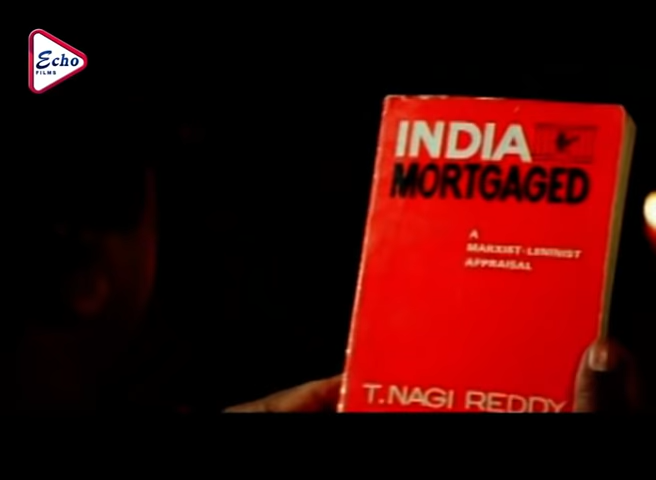 Echo
FILMS
INDIA
MORTGAGED
A
MARXIST-LENINIST
APPRAISAL
T. NAGI REDDY